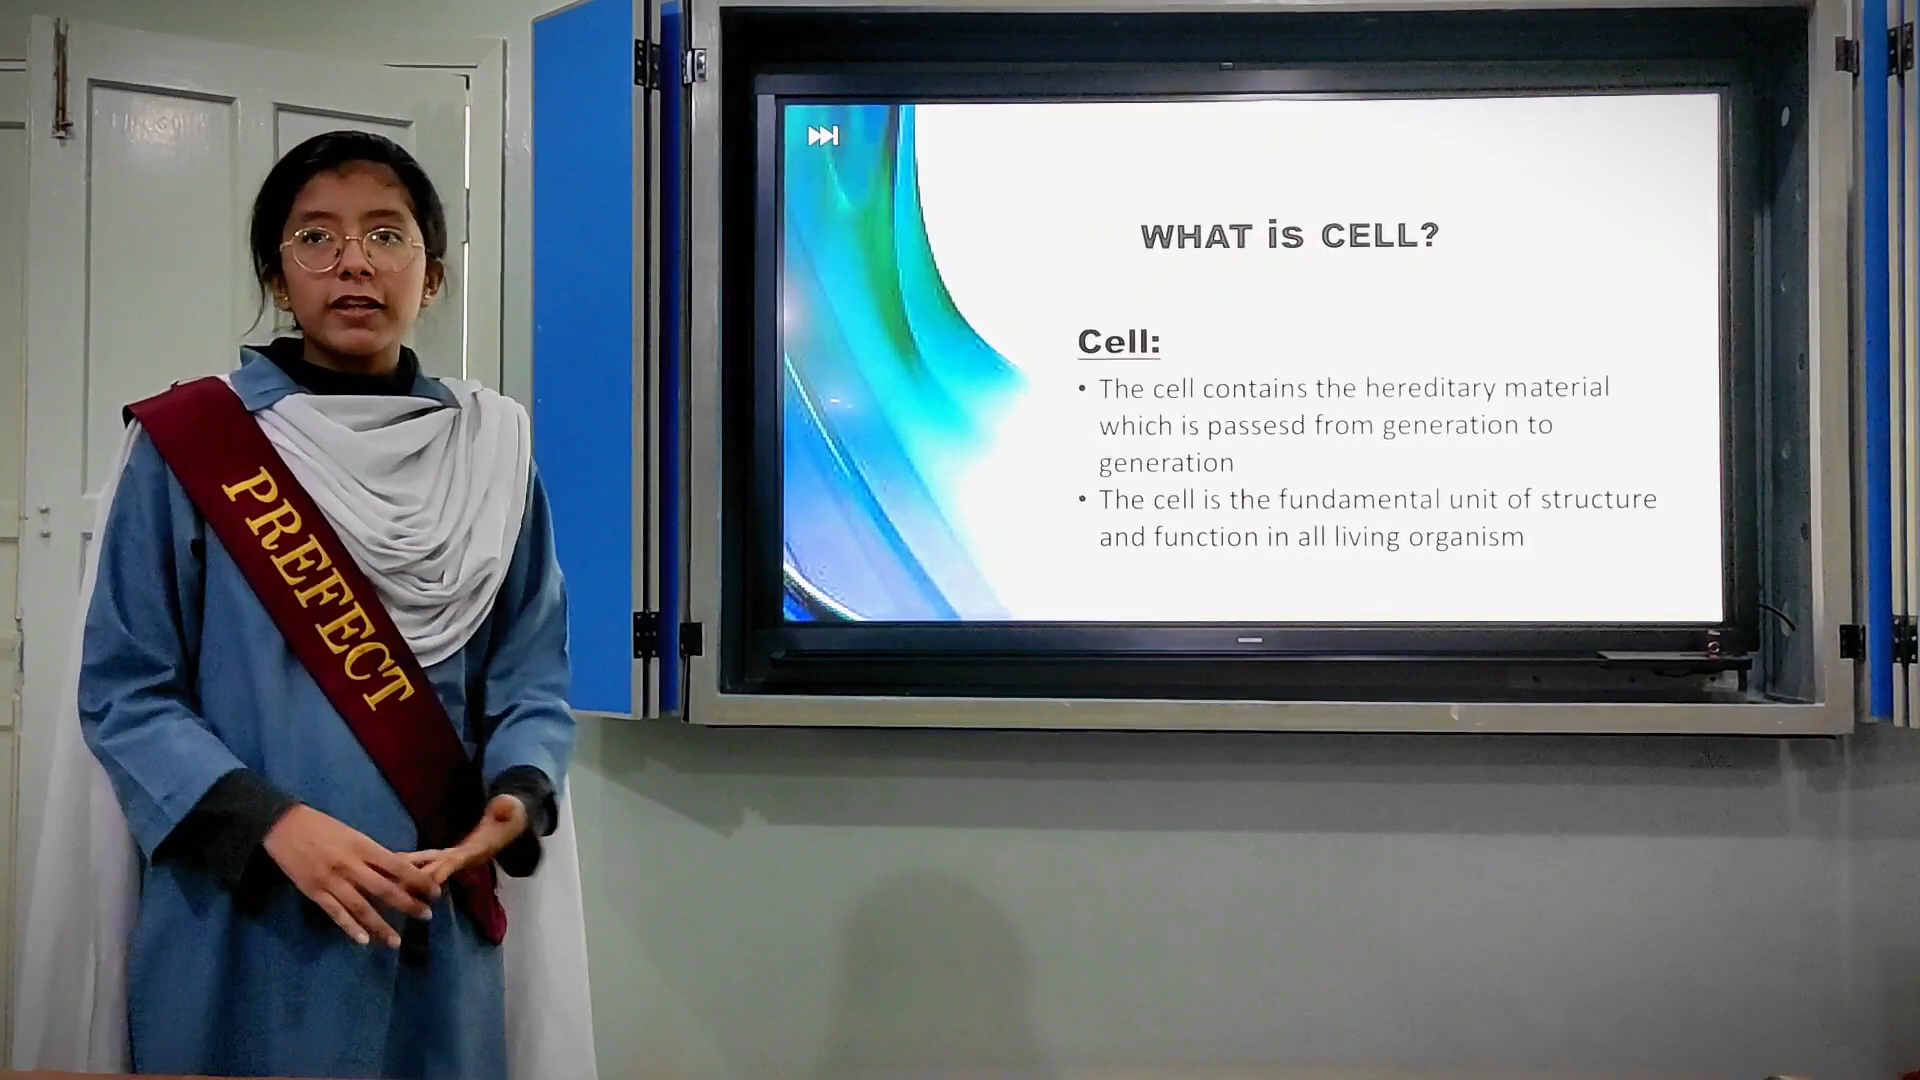 PREFECT
WHAT is CELL?
Cell:
• The cell contains the hereditary material
which is passesd from generation to
generation
• The cell is the fundamental unit of structure
and function in all living organism